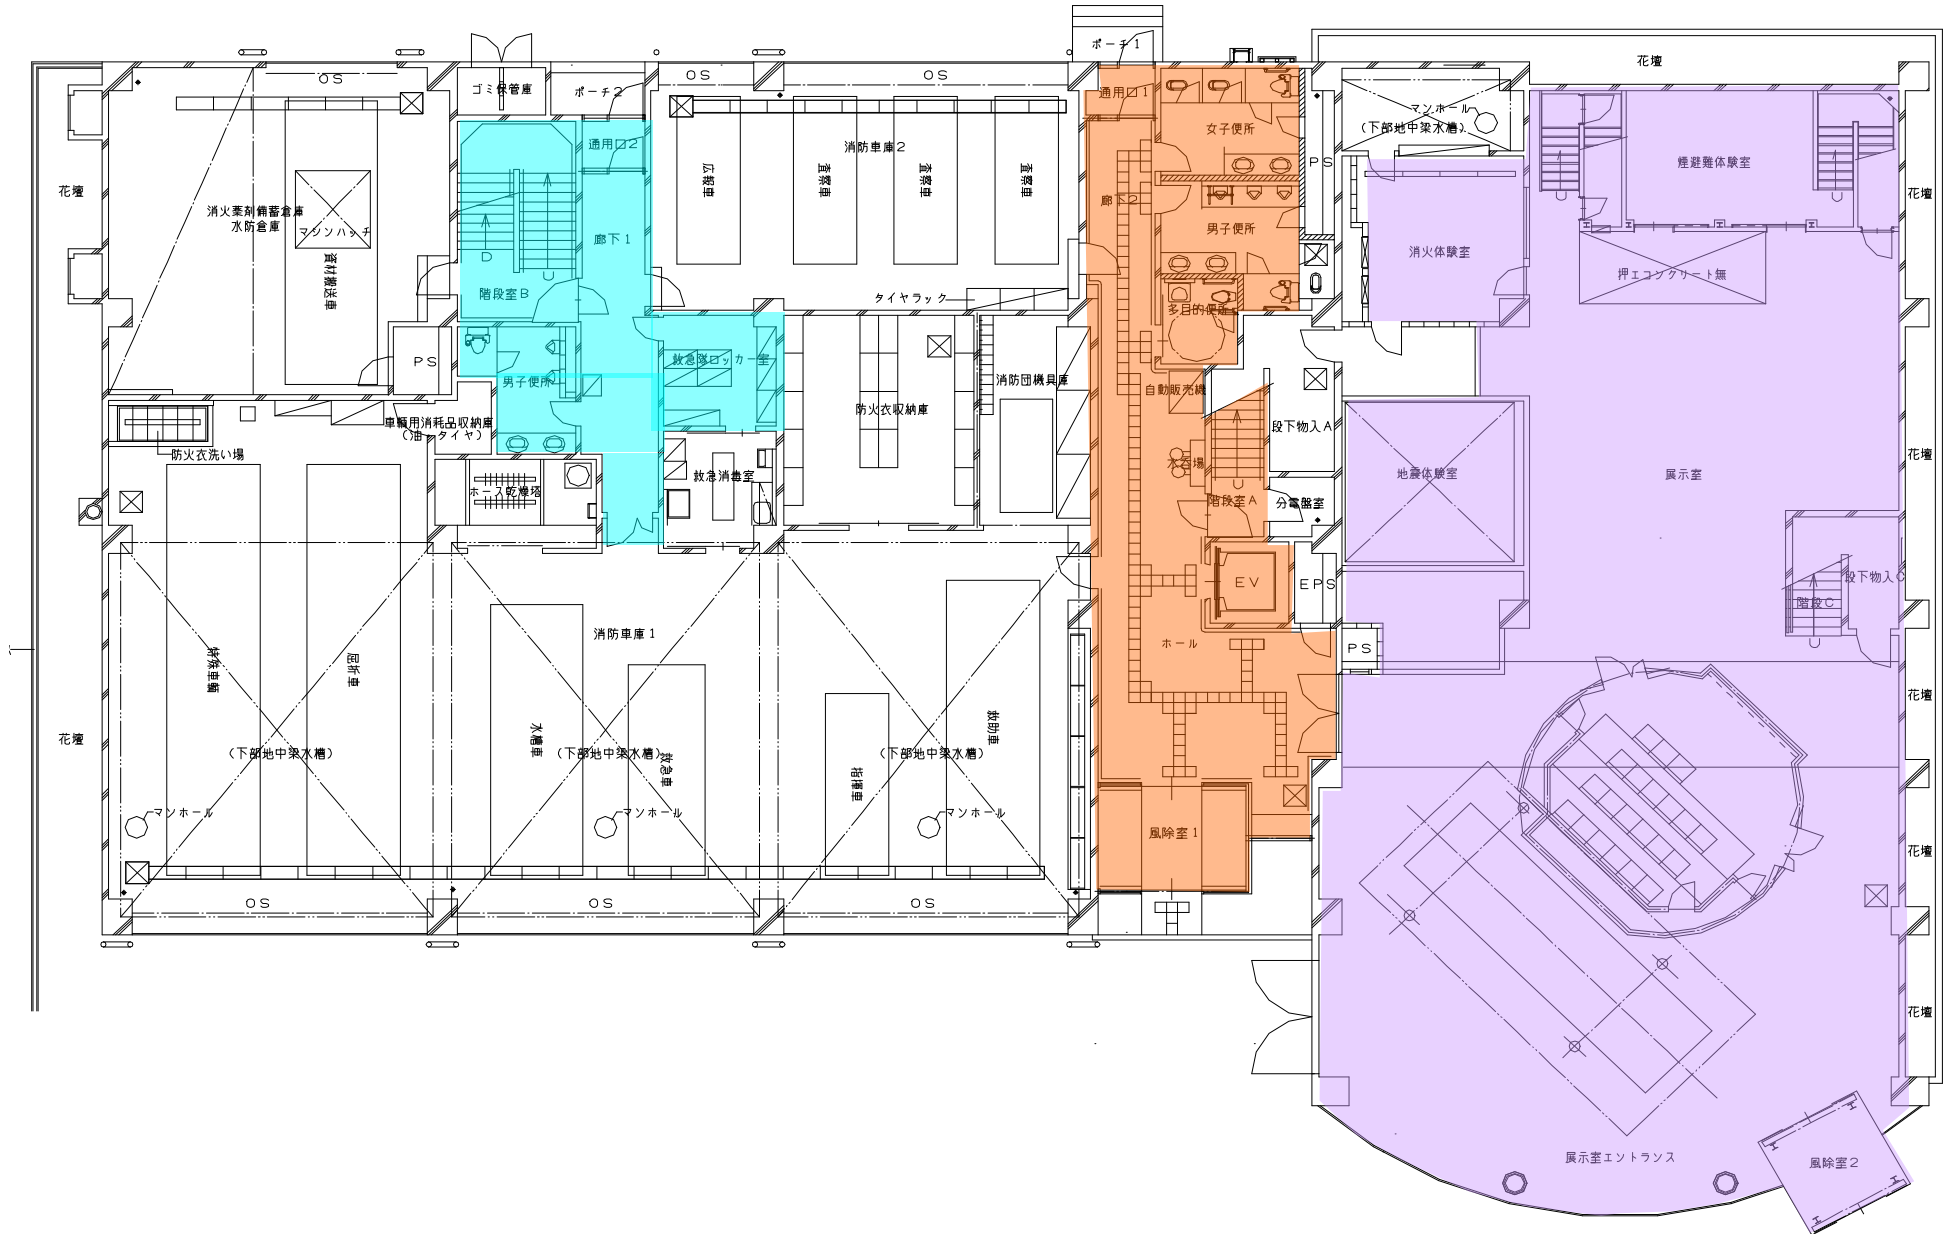 ポーチ1
ＯＳ
ゴミ保管庫
ポーチ2
ＯＳ
ＯＳ
通用口1
花壇
マンホール
(下部地中梁水槽)
通用口2
消防車庫2
女子便所
ＰＳ
煙避難体験室
花壇
消火薬剤備蓄倉庫
水防倉庫
マシンハッチ
広報車
査察車
査察車
査察車
廊下2
花壇
廊下1
男子便所
消火体験室
資材搬送車
Ｄ
Ｕ
Ｕ
Ｕ
押エコンクリート無
階段室Ｂ
タイヤラック
多目的便所
ＰＳ
男子便所
救急隊ロッカー室
消防団機具庫
自動販売機
防火衣収納庫
車輌用消耗品収納庫
(油・タイヤ)
段下物入Ａ
防火衣洗い場
ホース乾燥塔
救急消毒室
水呑場
Ｕ
階段室Ａ
分電盤室
地震体験室
展示室
花壇
ＥＶ
ＥＰＳ
段下物入Ｃ
階段Ｃ
Ｕ
消防車庫1
ホール
ＰＳ
特殊車輌
屈折車
花壇
花壇
水槽車
救急車
指揮車
救助車
(下部地中梁水槽)
(下部地中梁水槽)
(下部地中梁水槽)
マンホール
マンホール
マンホール
風除室1
花壇
ＯＳ
ＯＳ
ＯＳ
花壇
展示室エントランス
風除室2